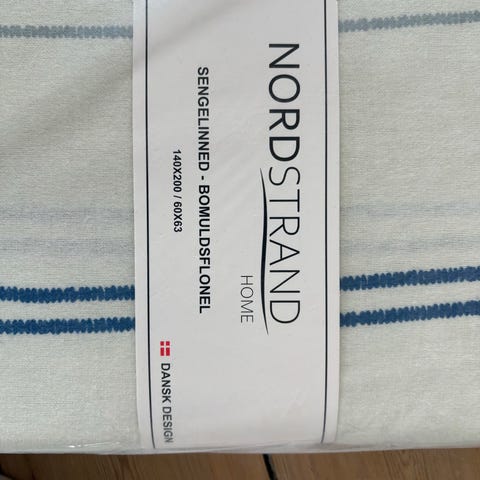 NORDSTRAND
HOME
SENGELINNED - BOMULDSFLONEL
140X200 / 60X63
DANSK DESIGN